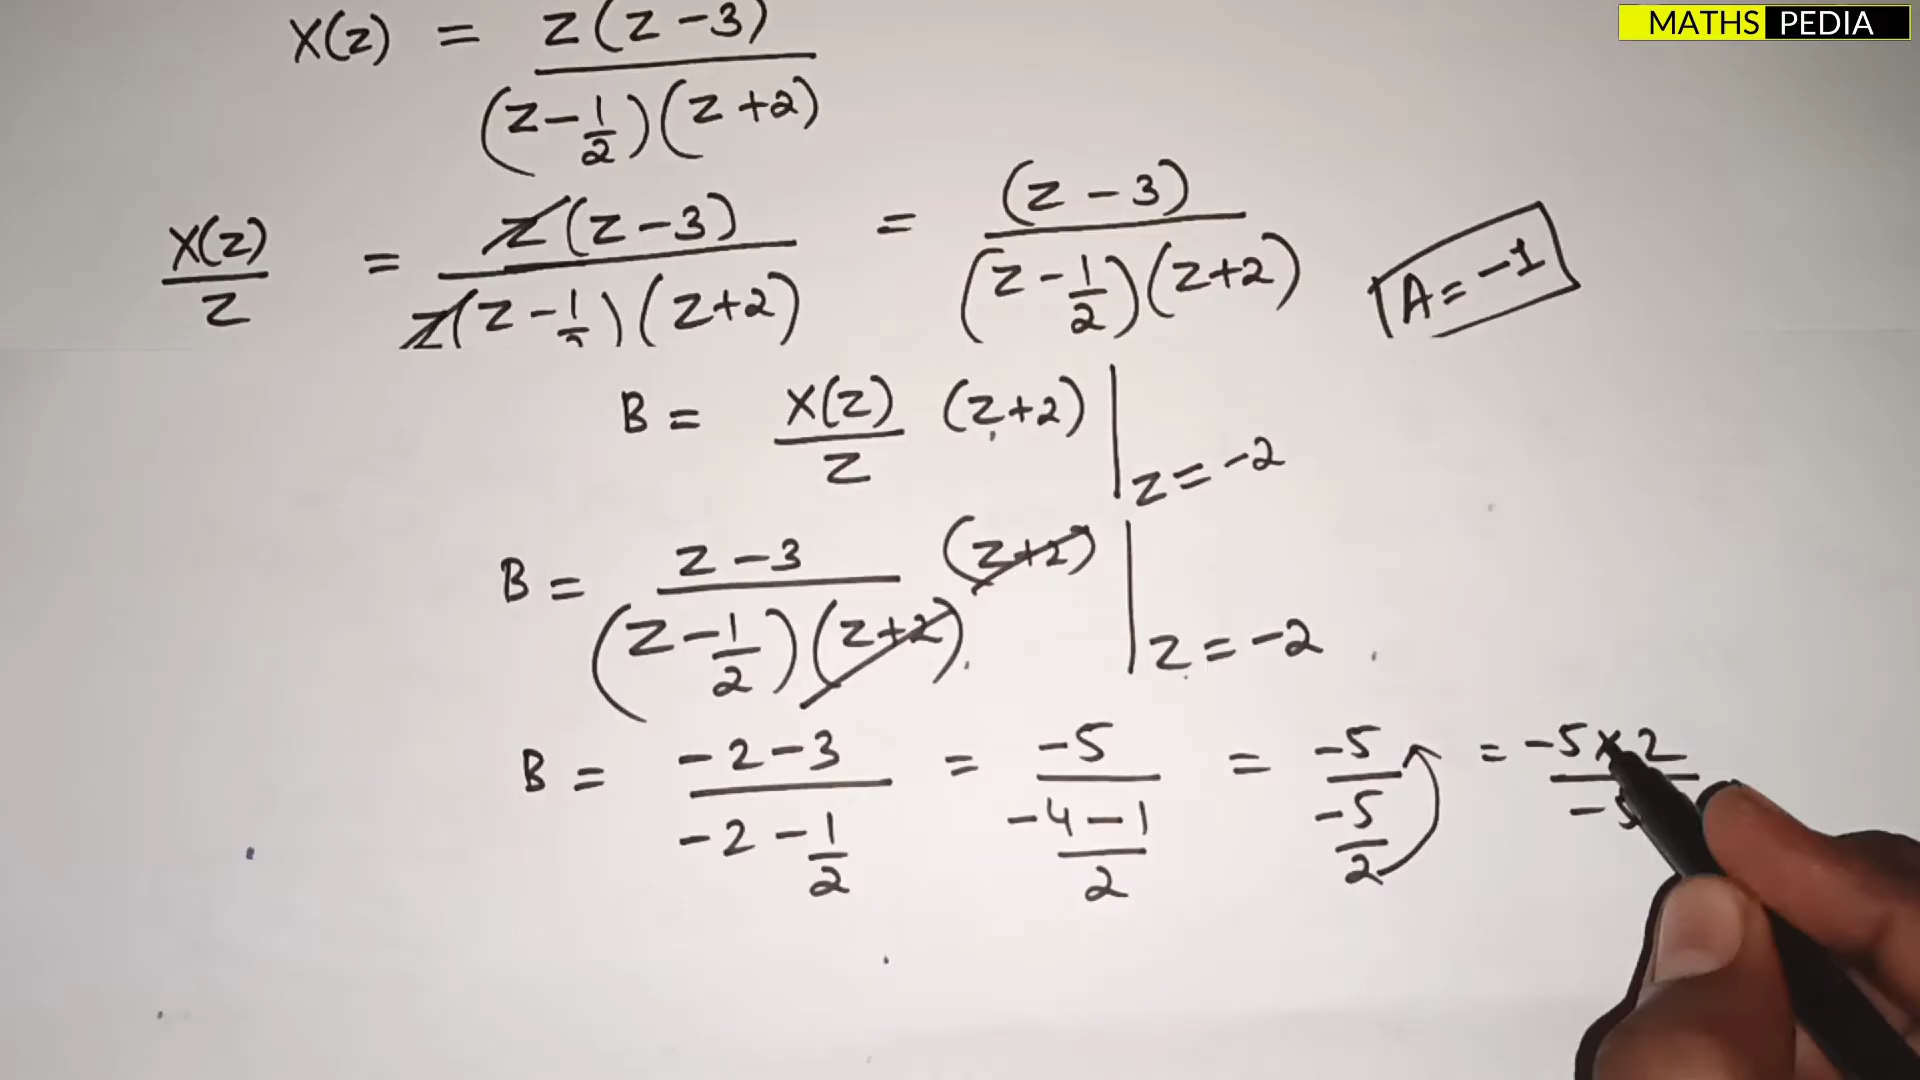 MATHS PEDIA
X(z) = z(z-3) / (z-1/2)(z+2)
X(z)/z = z(z-3) / z(z-1/2)(z+2) = (z-3) / (z-1/2)(z+2)
A = -1
B = X(z)/z (z+2) | z = -2
B = z-3 / (z-1/2)(z+2) (z+2) | z = -2
B = -2-3 / -2-1/2 = -5 / -4-1/2 = -5 / -5/2 = -5×2 / -5